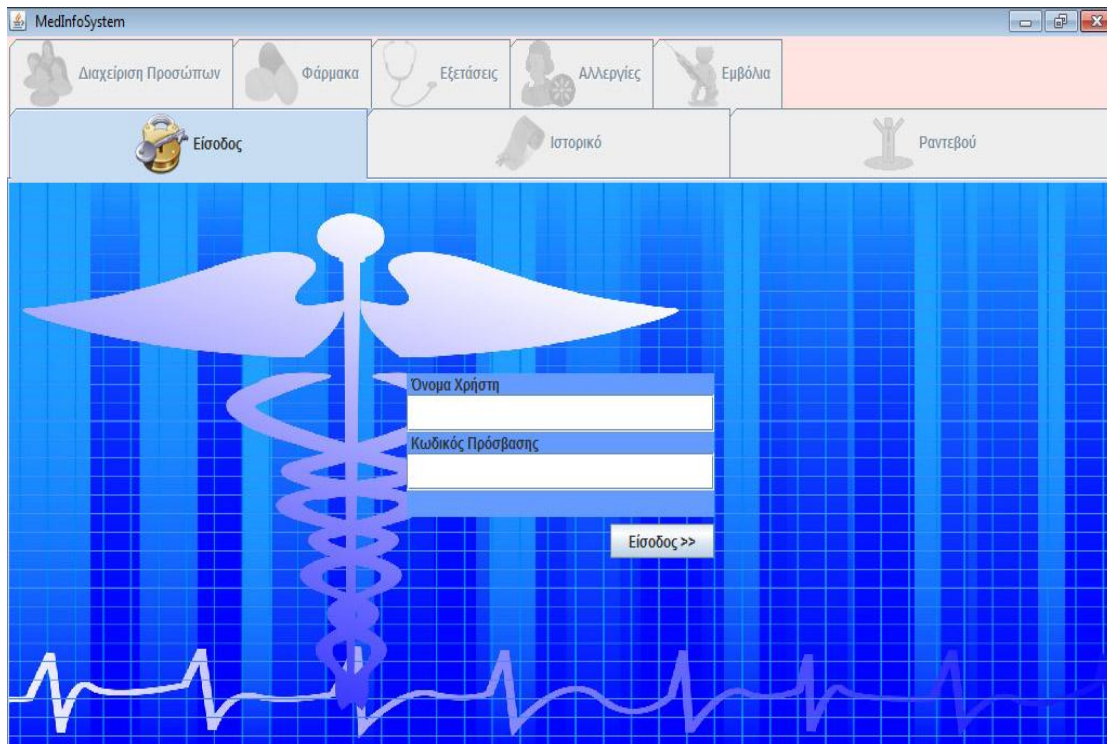 MedInfoSystem
Διαχείριση Προσώπων Φάρμακα Εξετάσεις Αλλεργίες Εμβόλια
Είσοδος Ιστορικό Ραντεβού
Όνομα Χρήστη
Κωδικός Πρόσβασης
Είσοδος >>